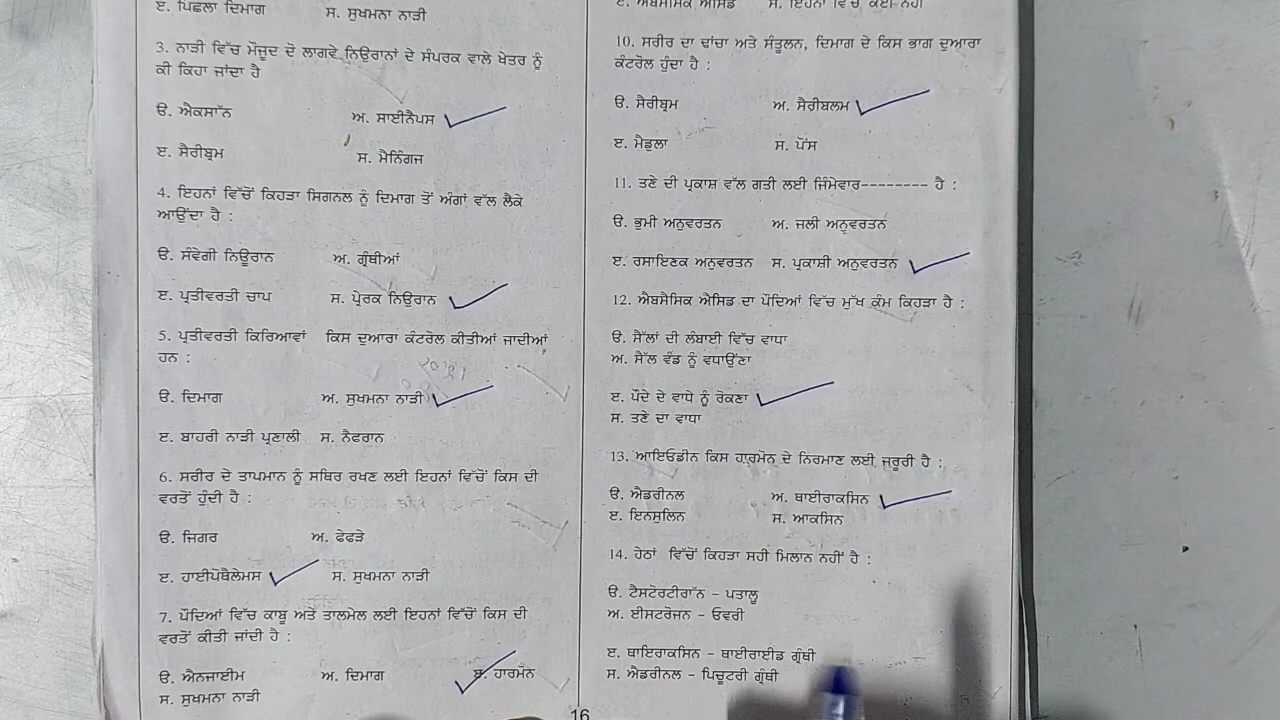 ੲ. ਪਿਛਲਾ ਦਿਮਾਗ ਸ. ਸੁਖਮਨਾ ਨਾੜੀ
3. ਨਾੜੀ ਵਿੱਚ ਮੌਜੂਦ ਦੋ ਲਾਗਵੇ ਨਿਊਰਾਨਾਂ ਦੇ ਸੰਪਰਕ ਵਾਲੇ ਖੇਤਰ ਨੂੰ
ਕੀ ਕਿਹਾ ਜਾਂਦਾ ਹੈ
ੳ. ਐਕਸਾੱਨ ਅ. ਸਾਈਨੈਪਸ
ੲ. ਸੈਰੀਬ੍ਰਮ ਸ. ਮੈਨਿੰਗਜ
4. ਇਹਨਾਂ ਵਿੱਚੋਂ ਕਿਹੜਾ ਸਿਗਨਲ ਨੂੰ ਦਿਮਾਗ ਤੋਂ ਅੰਗਾਂ ਵੱਲ ਲੈਕੇ
ਆਉਂਦਾ ਹੈ :
ੳ. ਸੰਵੇਗੀ ਨਿਊਰਾਨ ਅ. ਗ੍ਰੰਥੀਆਂ
ੲ. ਪ੍ਰਤੀਵਰਤੀ ਚਾਪ ਸ. ਪ੍ਰੇਰਕ ਨਿਊਰਾਨ
5. ਪ੍ਰਤੀਵਰਤੀ ਕਿਰਿਆਵਾਂ ਕਿਸ ਦੁਆਰਾ ਕੰਟਰੋਲ ਕੀਤੀਆਂ ਜਾਦੀਆਂ
ਹਨ :
ੳ. ਦਿਮਾਗ ਅ. ਸੁਖਮਨਾ ਨਾੜੀ
ੲ. ਬਾਹਰੀ ਨਾੜੀ ਪ੍ਰਣਾਲੀ ਸ. ਨੈਫਰਾਨ
6. ਸਰੀਰ ਦੇ ਤਾਪਮਾਨ ਨੂੰ ਸਥਿਰ ਰਖਣ ਲਈ ਇਹਨਾਂ ਵਿੱਚੋਂ ਕਿਸ ਦੀ
ਵਰਤੋਂ ਹੁੰਦੀ ਹੈ :
ੳ. ਜਿਗਰ ਅ. ਫੇਫੜੇ
ੲ. ਹਾਈਪੋਥੈਲੇਮਸ ਸ. ਸੁਖਮਨਾ ਨਾੜੀ
7. ਪੌਦਿਆਂ ਵਿੱਚ ਕਾਬੂ ਅਤੇ ਤਾਲਮੇਲ ਲਈ ਇਹਨਾਂ ਵਿੱਚੋਂ ਕਿਸ ਦੀ
ਵਰਤੋਂ ਕੀਤੀ ਜਾਂਦੀ ਹੈ :
ੳ. ਐਨਜਾਈਮ ਅ. ਦਿਮਾਗ ੲ. ਹਾਰਮੋਨ
ਸ. ਸੁਖਮਨਾ ਨਾੜੀ
10. ਸਰੀਰ ਦਾ ਢਾਂਚਾ ਅਤੇ ਸੰਤੁਲਨ, ਦਿਮਾਗ ਦੇ ਕਿਸ ਭਾਗ ਦੁਆਰਾ
ਕੰਟਰੋਲ ਹੁੰਦਾ ਹੈ :
ੳ. ਸੈਰੀਬ੍ਰਮ ਅ. ਸੈਰੀਬਲਮ
ੲ. ਮੈਡੁਲਾ ਸ. ਪੋਂਸ
11. ਤਣੇ ਦੀ ਪ੍ਰਕਾਸ਼ ਵੱਲ ਗਤੀ ਲਈ ਜਿੰਮੇਵਾਰ-------- ਹੈ :
ੳ. ਭੁਮੀ ਅਨੁਵਰਤਨ ਅ. ਜਲੀ ਅਨੁਵਰਤਨ
ੲ. ਰਸਾਇਣਕ ਅਨੁਵਰਤਨ ਸ. ਪ੍ਰਕਾਸ਼ੀ ਅਨੁਵਰਤਨ
12. ਐਬਸੈਸਿਕ ਐਸਿਡ ਦਾ ਪੌਦਿਆਂ ਵਿੱਚ ਮੁੱਖ ਕੰਮ ਕਿਹੜਾ ਹੈ :
ੳ. ਸੈੱਲਾਂ ਦੀ ਲੰਬਾਈ ਵਿੱਚ ਵਾਧਾ
ਅ. ਸੈੱਲ ਵੰਡ ਨੂੰ ਵਧਾਉਂਣਾ
ੲ. ਪੌਦੇ ਦੇ ਵਾਧੇ ਨੂੰ ਰੋਕਣਾ
ਸ. ਤਣੇ ਦਾ ਵਾਧਾ
13. ਆਇਓਡੀਨ ਕਿਸ ਹਾਰਮੋਨ ਦੇ ਨਿਰਮਾਣ ਲਈ ਜ਼ਰੂਰੀ ਹੈ :
ੳ. ਐਡਰੀਨਲ ਅ. ਥਾਈਰਾਕਸਿਨ
ੲ. ਇਨਸੁਲਿਨ ਸ. ਆਕਸਿਨ
14. ਹੇਠਾਂ ਵਿੱਚੋਂ ਕਿਹੜਾ ਸਹੀ ਮਿਲਾਨ ਨਹੀਂ ਹੈ :
ੳ. ਟੈਸਟੋਰਟੀਰਾੱਨ - ਪਤਾਲੂ
ਅ. ਈਸਟਰੋਜਨ - ਓਵਰੀ
ੲ. ਥਾਇਰਾਕਸਿਨ - ਥਾਈਰਾਈਡ ਗ੍ਰੰਥੀ
ਸ. ਐਡਰੀਨਲ - ਪਿਚੂਟਰੀ ਗ੍ਰੰਥੀ
16